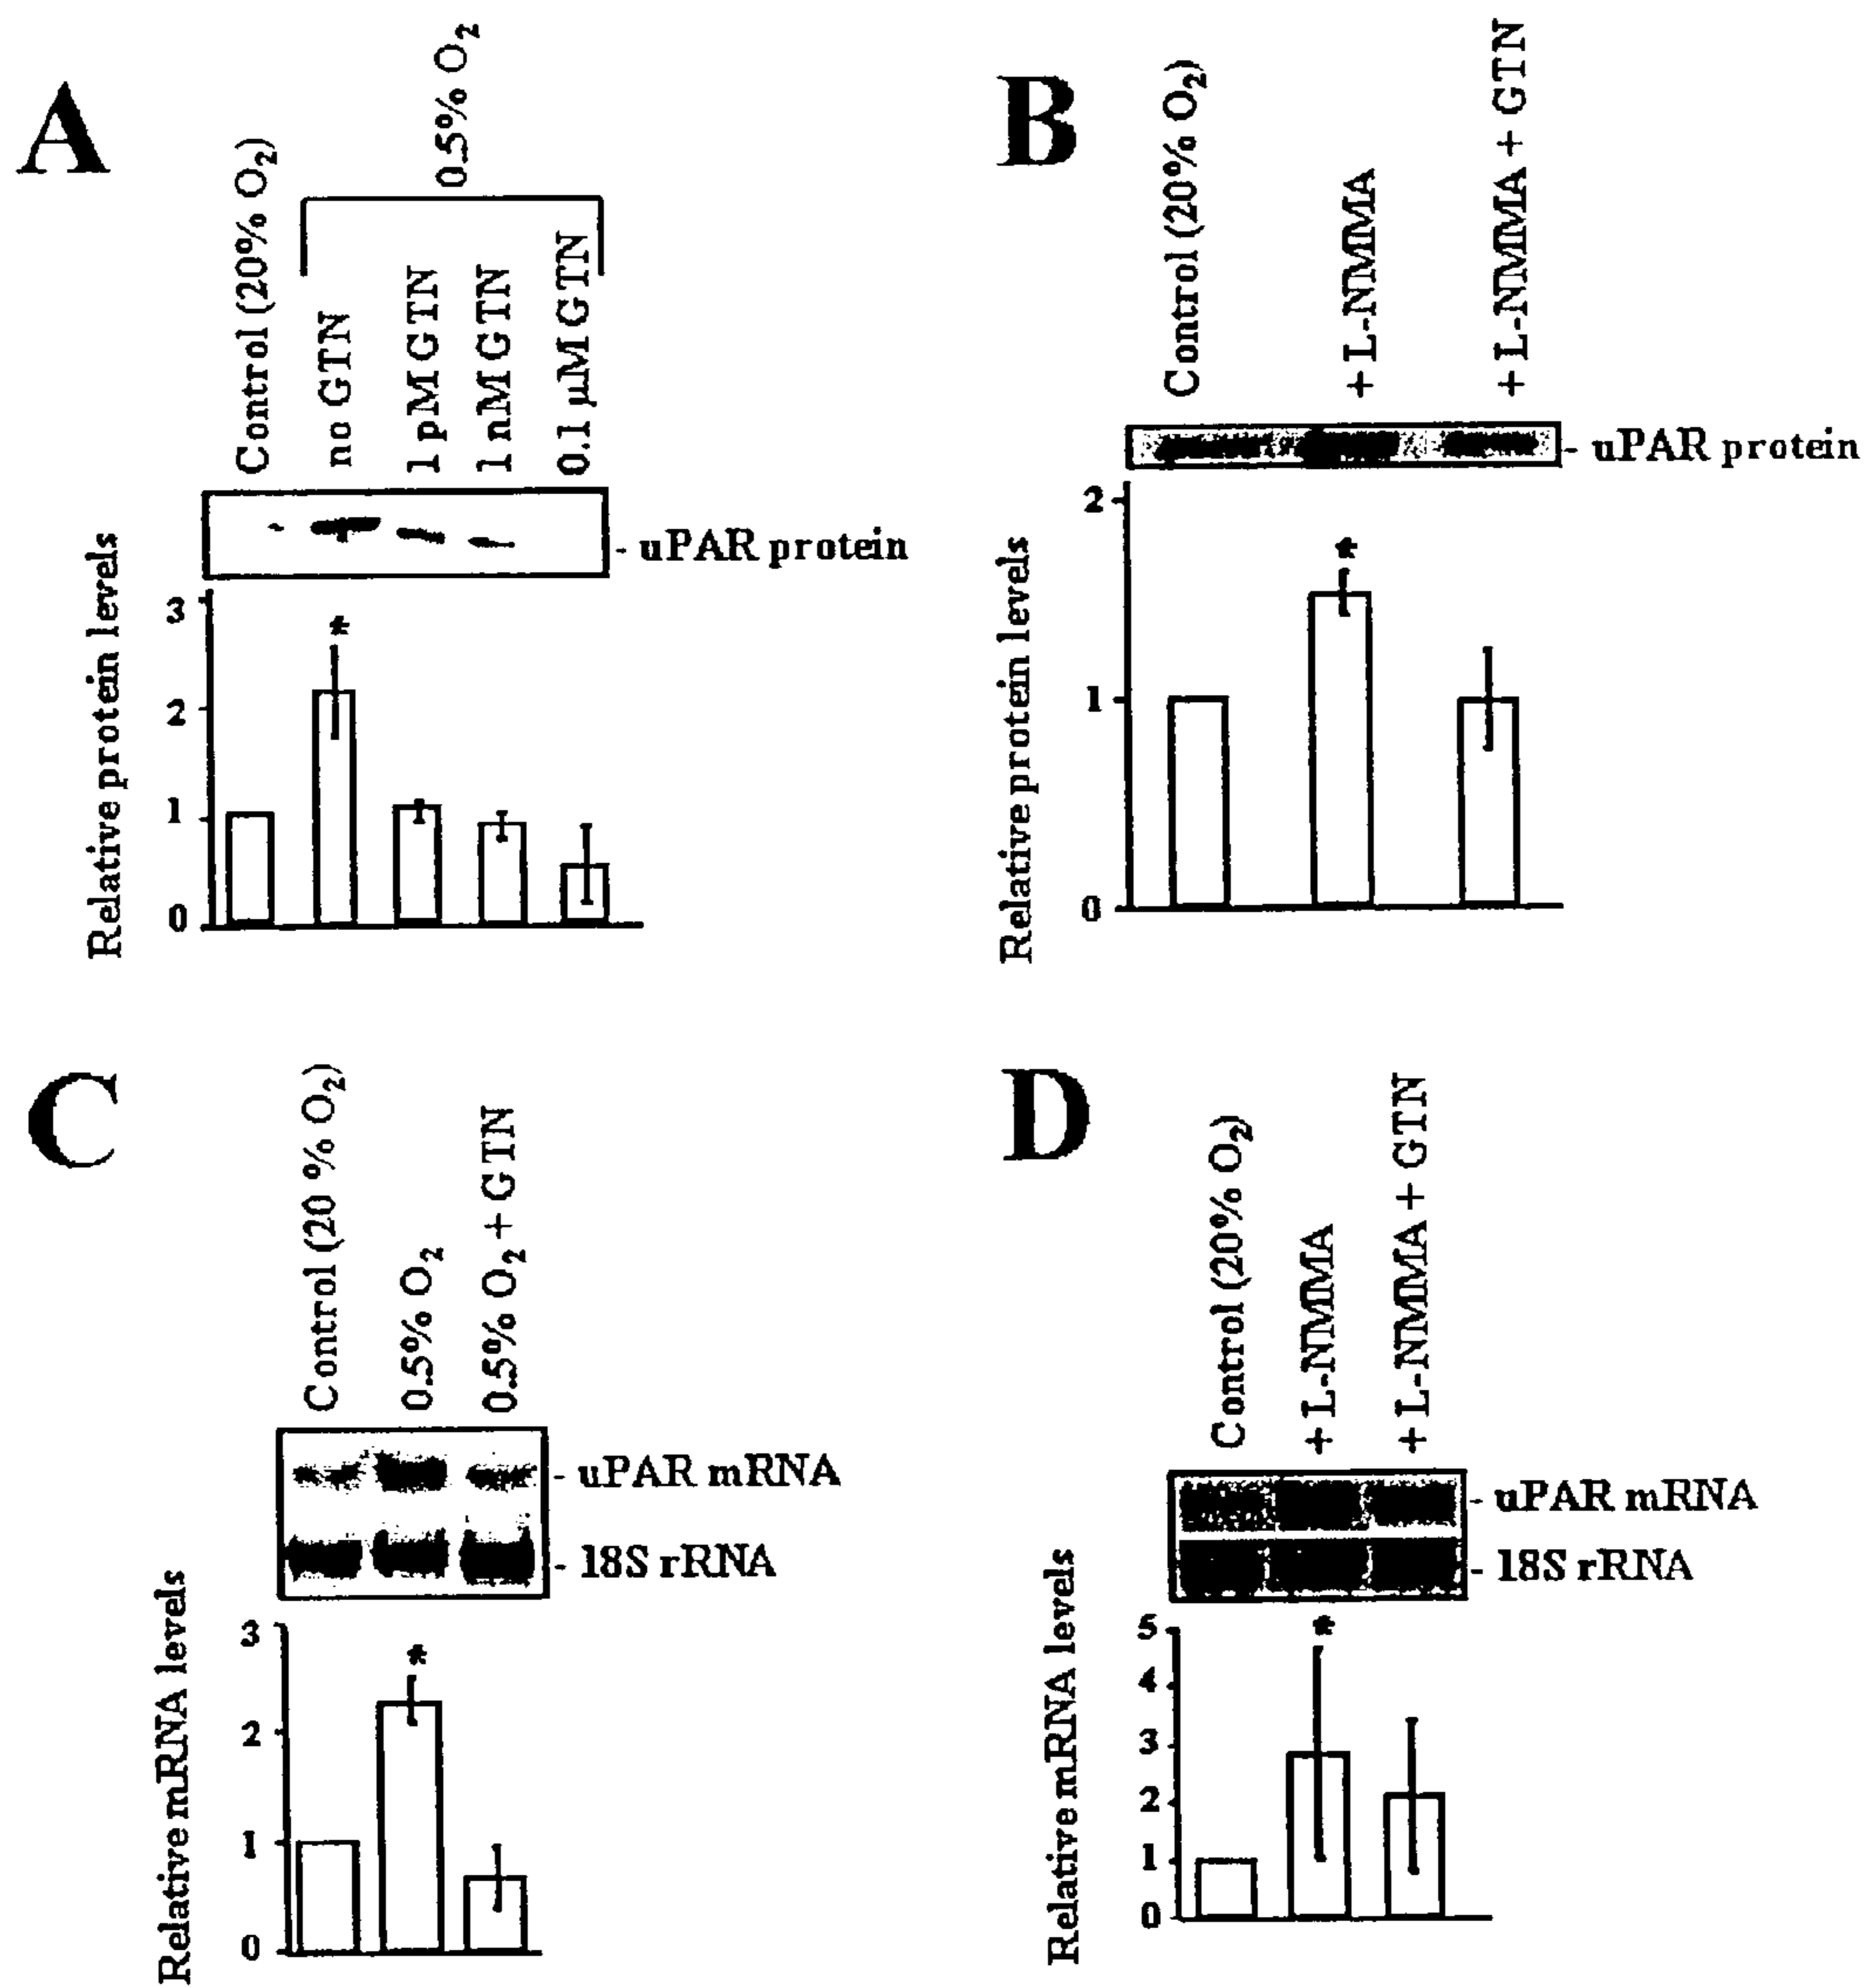 A
Control (20% O2)
0.5% O2
no GTN
1 pM GTN
1 nM GTN
0.1 µM GTN
- uPAR protein
Relative protein levels
3
*
2
1
0
B
Control (20% O2)
+ L-NMMA
+ L-NMMA + GTN
- uPAR protein
Relative protein levels
2
*
1
0
C
Control (20 % O2)
0.5% O2
0.5% O2 + GTN
- uPAR mRNA
- 18S rRNA
Relative mRNA levels
3
*
2
1
0
D
Control (20% O2)
+ L-NMMA
+ L-NMMA + GTN
- uPAR mRNA
- 18S rRNA
Relative mRNA levels
5
*
4
3
2
1
0